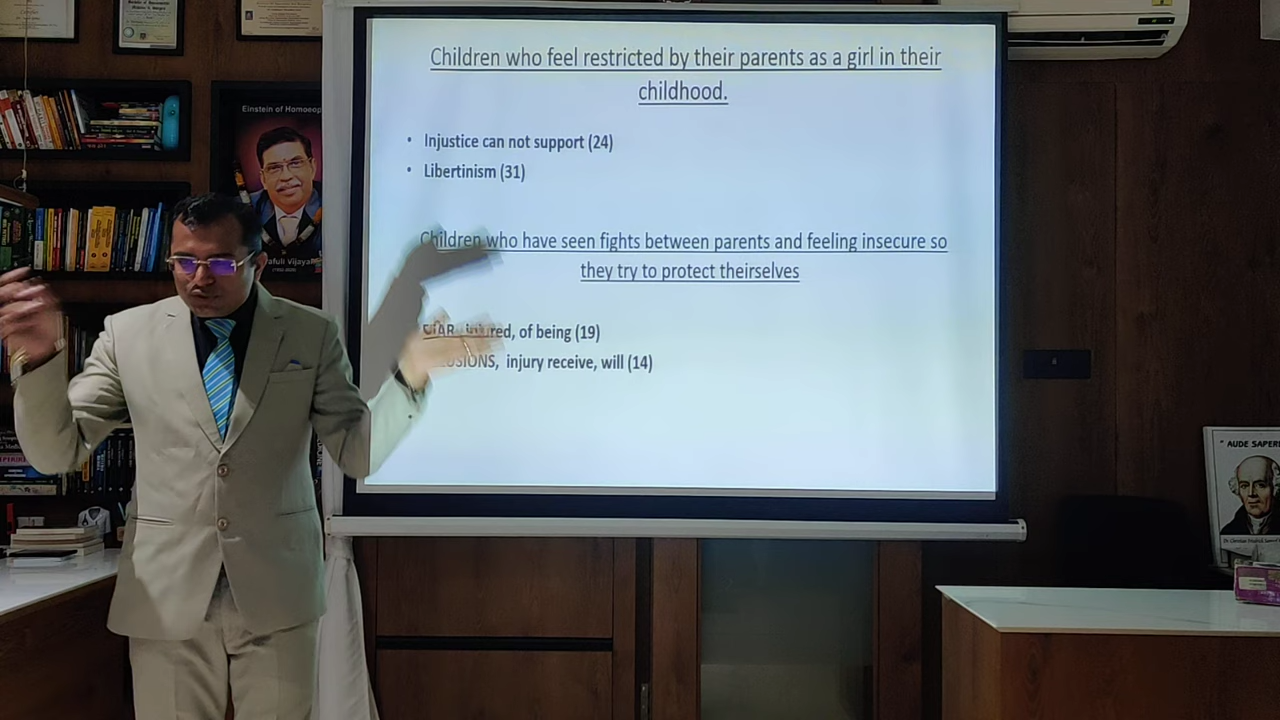 Einstein of Homoeop
afuli Vijayak
Children who feel restricted by their parents as a girl in their
childhood.
• Injustice can not support (24)
• Libertinism (31)
Children who have seen fights between parents and feeling insecure so
they try to protect theirselves
injured, of being (19)
injury receive, will (14)
" AUDE SAPERE